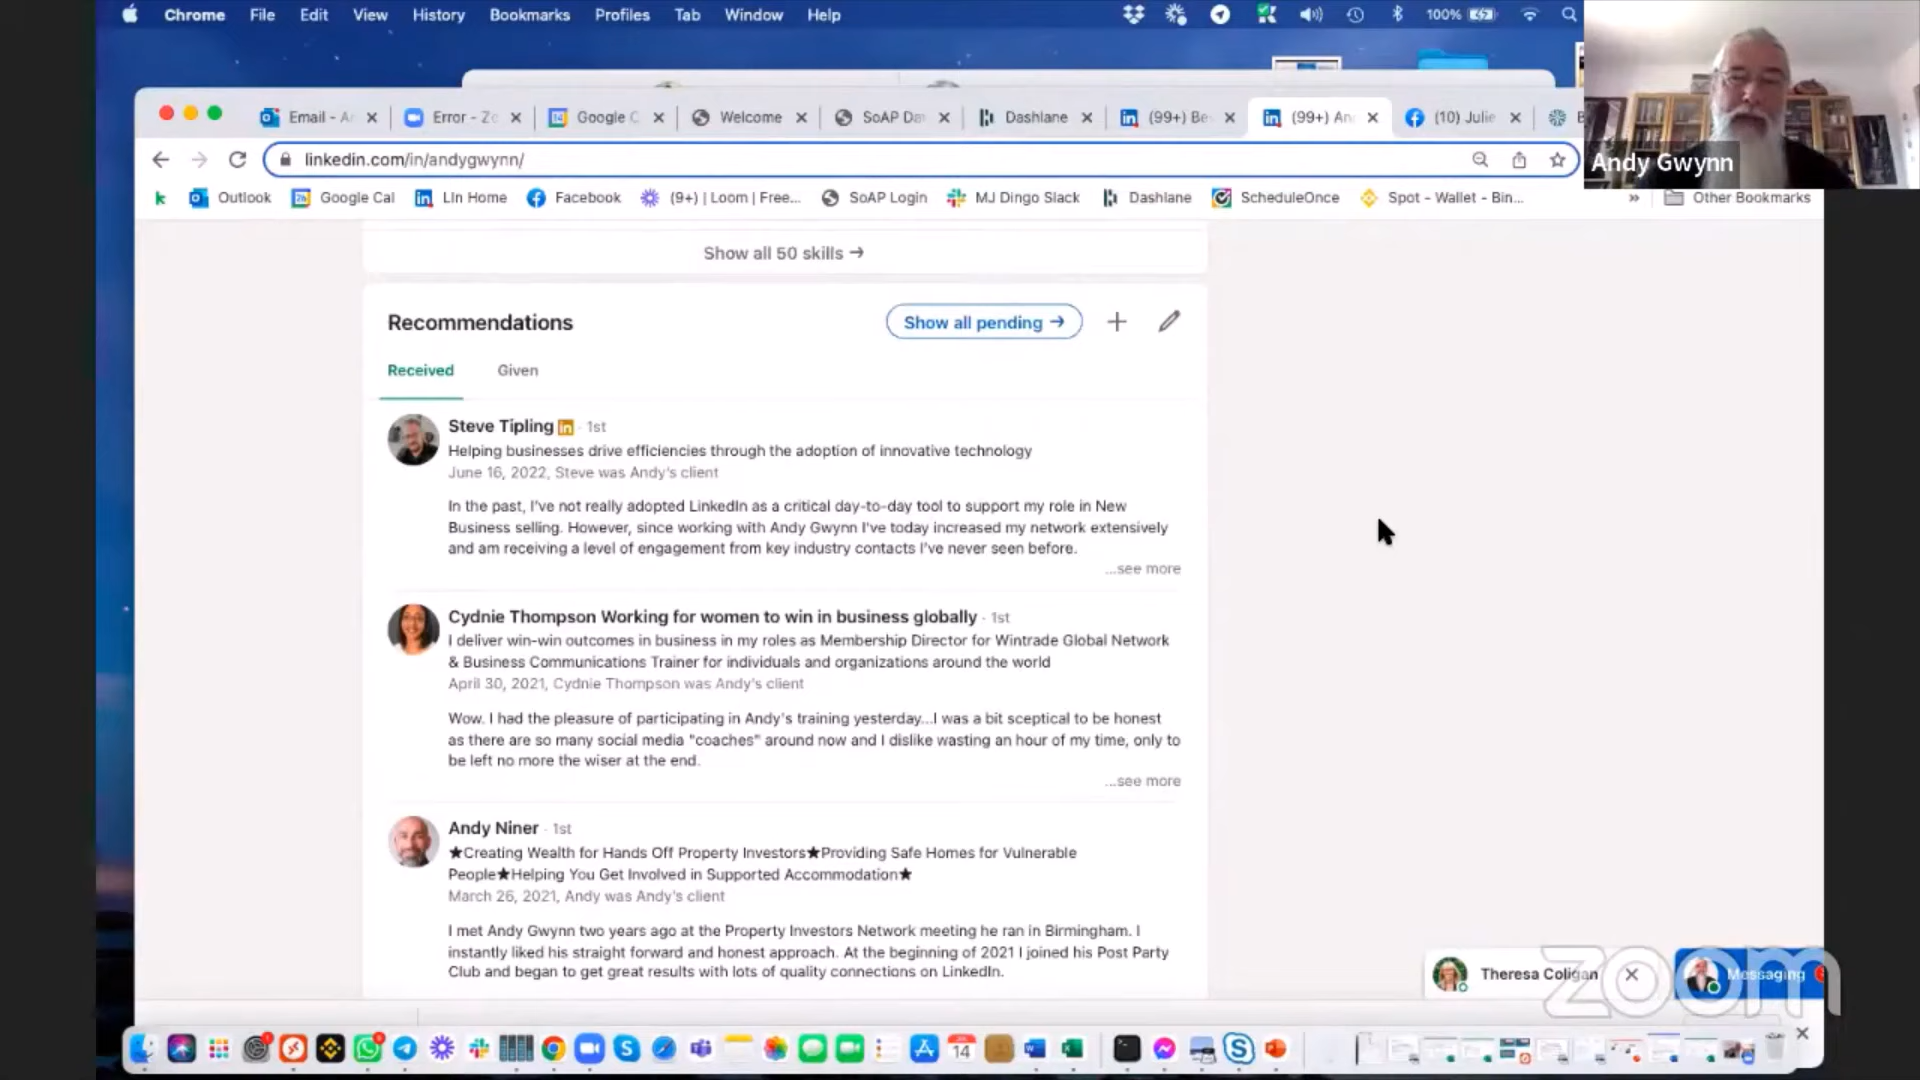 Chrome File Edit View History Bookmarks Profiles Tab Window Help
100%
Email - A
Error - Zo
Google C
Welcome
SoAP Da
Dashlane
(99+) Be
(99+) An
(10) Julie
linkedin.com/in/andygwynn/
Andy Gwynn
Outlook
Google Cal
LIn Home
Facebook
(9+) | Loom | Free...
SoAP Login
MJ Dingo Slack
Dashlane
ScheduleOnce
Spot - Wallet - Bin...
»
Other Bookmarks
Show all 50 skills →
Recommendations
Show all pending →
Received
Given
Steve Tipling in · 1st
Helping businesses drive efficiencies through the adoption of innovative technology
June 16, 2022, Steve was Andy's client
In the past, I've not really adopted LinkedIn as a critical day-to-day tool to support my role in New
Business selling. However, since working with Andy Gwynn I've today increased my network extensively
and am receiving a level of engagement from key industry contacts I've never seen before.
...see more
Cydnie Thompson Working for women to win in business globally · 1st
I deliver win-win outcomes in business in my roles as Membership Director for Wintrade Global Network
& Business Communications Trainer for individuals and organizations around the world
April 30, 2021, Cydnie Thompson was Andy's client
Wow. I had the pleasure of participating in Andy's training yesterday...I was a bit sceptical to be honest
as there are so many social media "coaches" around now and I dislike wasting an hour of my time, only to
be left no more the wiser at the end.
...see more
Andy Niner · 1st
★Creating Wealth for Hands Off Property Investors★Providing Safe Homes for Vulnerable
People★Helping You Get Involved in Supported Accommodation★
March 26, 2021, Andy was Andy's client
I met Andy Gwynn two years ago at the Property Investors Network meeting he ran in Birmingham. I
instantly liked his straight forward and honest approach. At the beginning of 2021 I joined his Post Party
Club and began to get great results with lots of quality connections on LinkedIn.
Theresa Coligan
Messaging
zoom
14